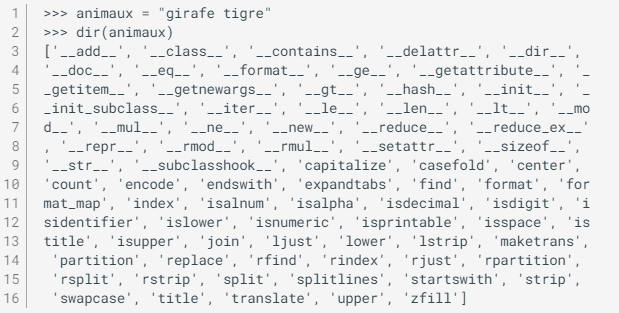 1 >>> animaux = "girafe tigre"
2 >>> dir(animaux)
3 ['__add__', '__class__', '__contains__', '__delattr__', '__dir__',
4 '__doc__', '__eq__', '__format__', '__ge__', '__getattribute__', '_
5 _getitem__', '__getnewargs__', '__gt__', '__hash__', '__init__', '_
6 _init_subclass__', '__iter__', '__le__', '__len__', '__lt__', '__mo
7 d__', '__mul__', '__ne__', '__new__', '__reduce__', '__reduce_ex__'
8 , '__repr__', '__rmod__', '__rmul__', '__setattr__', '__sizeof__',
9 '__str__', '__subclasshook__', 'capitalize', 'casefold', 'center',
10 'count', 'encode', 'endswith', 'expandtabs', 'find', 'format', 'for
11 mat_map', 'index', 'isalnum', 'isalpha', 'isdecimal', 'isdigit', 'i
12 sidentifier', 'islower', 'isnumeric', 'isprintable', 'isspace', 'is
13 title', 'isupper', 'join', 'ljust', 'lower', 'lstrip', 'maketrans',
14 'partition', 'replace', 'rfind', 'rindex', 'rjust', 'rpartition',
15 'rsplit', 'rstrip', 'split', 'splitlines', 'startswith', 'strip',
16 'swapcase', 'title', 'translate', 'upper', 'zfill']